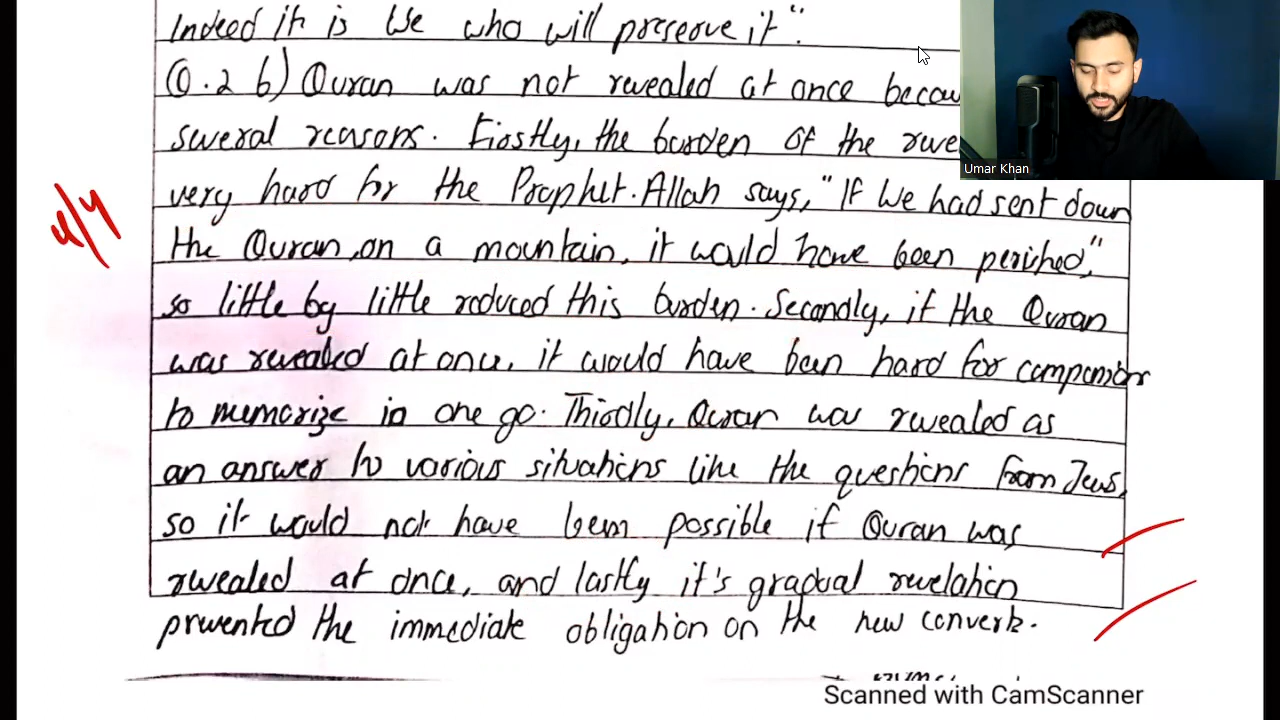 Indeed it is We who will preserve it".
Q.2 b) Quran was not revealed at once becau
several reasons. Firstly, the burden of the reve
very hard for the Prophet. Allah says, "If We had sent down
the Quran on a mountain, it would have been perished,"
so little by little reduced this burden. Secondly, if the Quran
was revealed at once, it would have been hard for companions
to memorize in one go. Thirdly, Quran was revealed as
an answer to various situations like the questions from Jews,
so it would not have been possible if Quran was
revealed at once, and lastly it's gradual revelation
prevented the immediate obligation on the new converts.
4/4
Umar Khan
Scanned with CamScanner